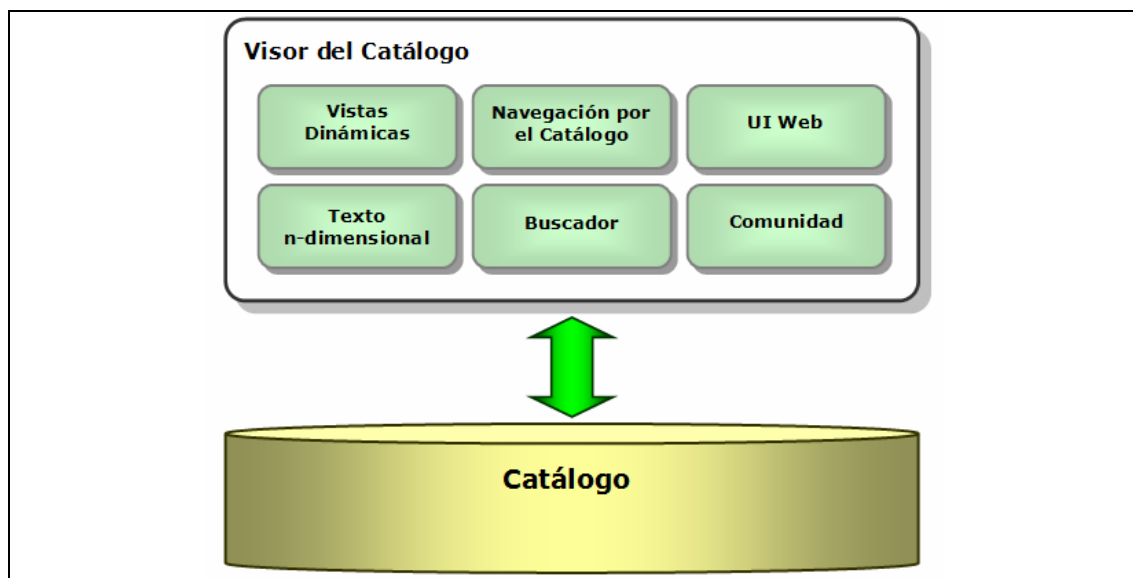 Visor del Catálogo
Vistas
Dinámicas
Navegación por
el Catálogo
UI Web
Texto
n-dimensional
Buscador
Comunidad
Catálogo